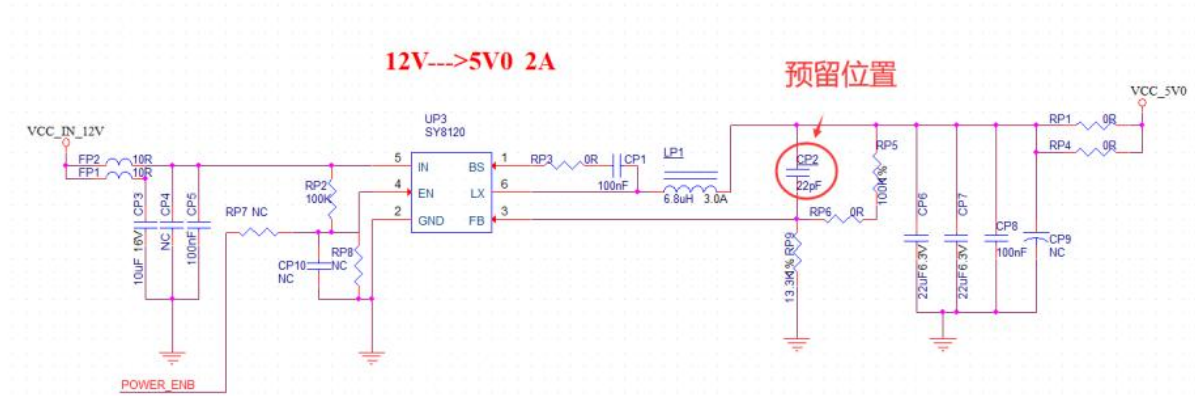 12V--->5V0 2A
预留位置
VCC_5V0
VCC_IN_12V
UP3
SY8120
FP2 10R
FP1 10R
5 IN
4 EN
2 GND
BS 1
LX 6
FB 3
RP3 0R
CP1
100nF
LP1
6.8uH 3.0A
CP2
22pF
RP5
100K1%
RP6 0R
RP9
13.3K1%
RP1 0R
RP4 0R
CP6
22uF6.3V
CP7
22uF6.3V
CP8
100nF
CP9
NC
RP2
100K
RP7 NC
CP3
10uF 16V
CP4
NC
CP5
100nF
CP10
NC
RP8
NC
POWER_ENB